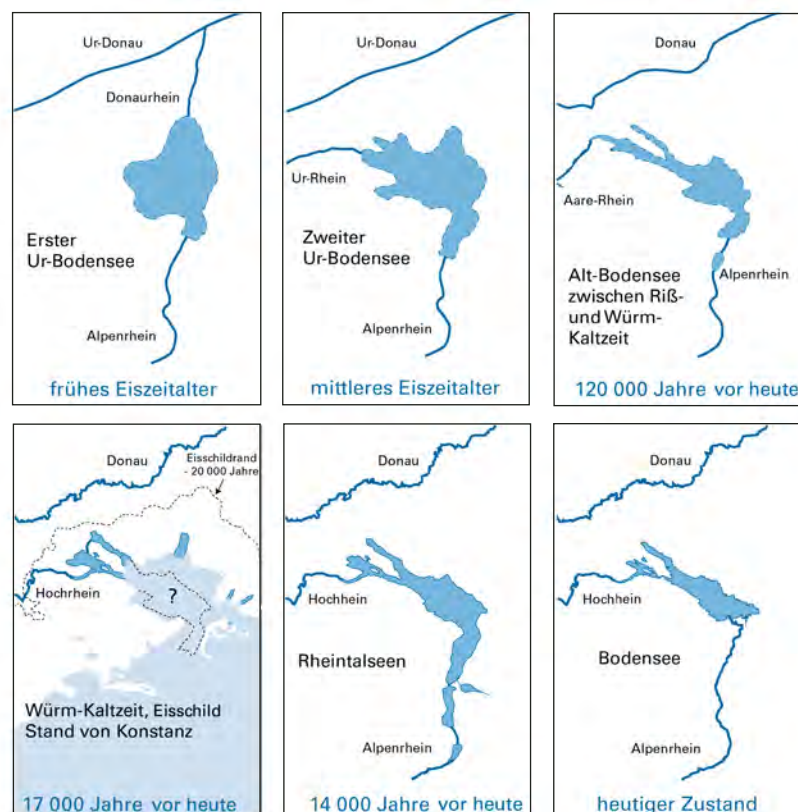 Ur-Donau
Donaurhein
Erster
Ur-Bodensee
Alpenrhein
frühes Eiszeitalter
Ur-Donau
Ur-Rhein
Zweiter
Ur-Bodensee
Alpenrhein
mittleres Eiszeitalter
Donau
Aare-Rhein
Alpenrhein
Alt-Bodensee
zwischen Riß-
und Würm-
Kaltzeit
120 000 Jahre vor heute
Eisschildrand
- 20 000 Jahre
Donau
Hochrhein
?
Würm-Kaltzeit, Eisschild
Stand von Konstanz
17 000 Jahre vor heute
Donau
Hochhein
Rheintalseen
Alpenrhein
14 000 Jahre vor heute
Donau
Hochhein
Bodensee
Alpenrhein
heutiger Zustand